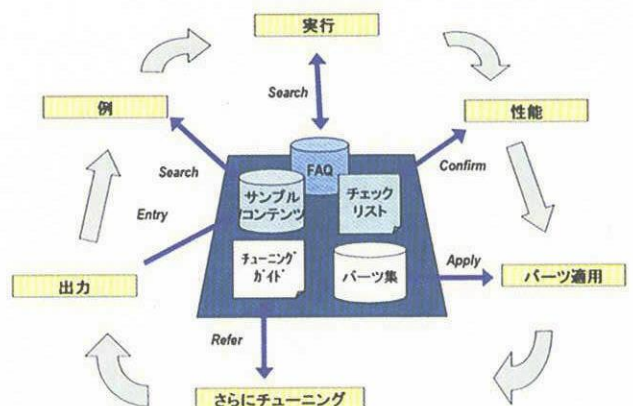 実行
Search
例
性能
FAQ
Search
サンプル
コンテンツ
チェック
リスト
Confirm
Entry
チューニング
ガイド
パーツ集
Apply
出力
パーツ適用
Refer
さらにチューニング